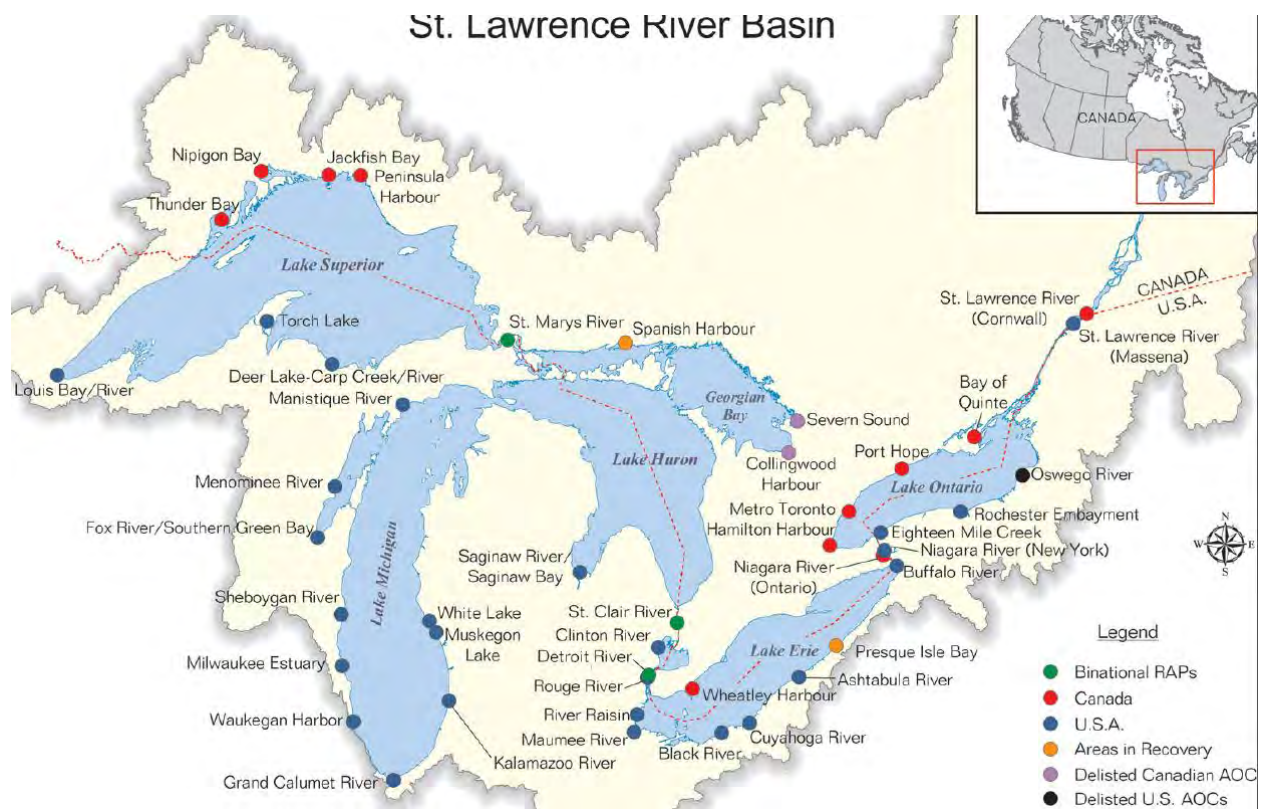 St. Lawrence River Basin
CANADA
Nipigon Bay
Jackfish Bay
Peninsula
Harbour
Thunder Bay
Lake Superior
CANADA
U.S.A.
St. Lawrence River
(Cornwall)
St. Lawrence River
(Massena)
Torch Lake
St. Marys River
Spanish Harbour
Louis Bay/River
Deer Lake-Carp Creek/River
Manistique River
Georgian
Bay
Severn Sound
Bay of
Quinte
Collingwood
Harbour
Port Hope
Lake Huron
Lake Ontario
Oswego River
Menominee River
Metro Toronto
Hamilton Harbour
Rochester Embayment
Fox River/Southern Green Bay
Eighteen Mile Creek
Niagara River (New York)
Niagara River
(Ontario)
Buffalo River
N
W
E
S
Saginaw River/
Saginaw Bay
Lake Michigan
Sheboygan River
White Lake
Muskegon
Lake
St. Clair River
Clinton River
Detroit River
Rouge River
Lake Erie
Presque Isle Bay
Milwaukee Estuary
Wheatley Harbour
Ashtabula River
Waukegan Harbor
River Raisin
Maumee River
Black River
Cuyahoga River
Kalamazoo River
Grand Calumet River
Legend
Binational RAPs
Canada
U.S.A.
Areas in Recovery
Delisted Canadian AOC
Delisted U.S. AOCs